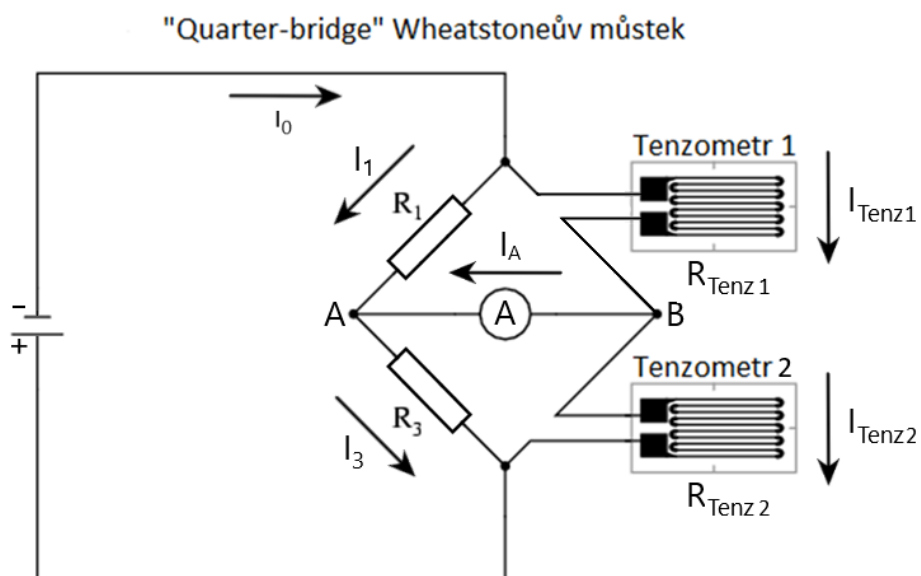 "Quarter-bridge" Wheatstoneův můstek
I0
I1
R1
Tenzometr 1
ITenz1
RTenz 1
IA
A
A
B
-
+
R3
I3
Tenzometr 2
ITenz2
RTenz 2